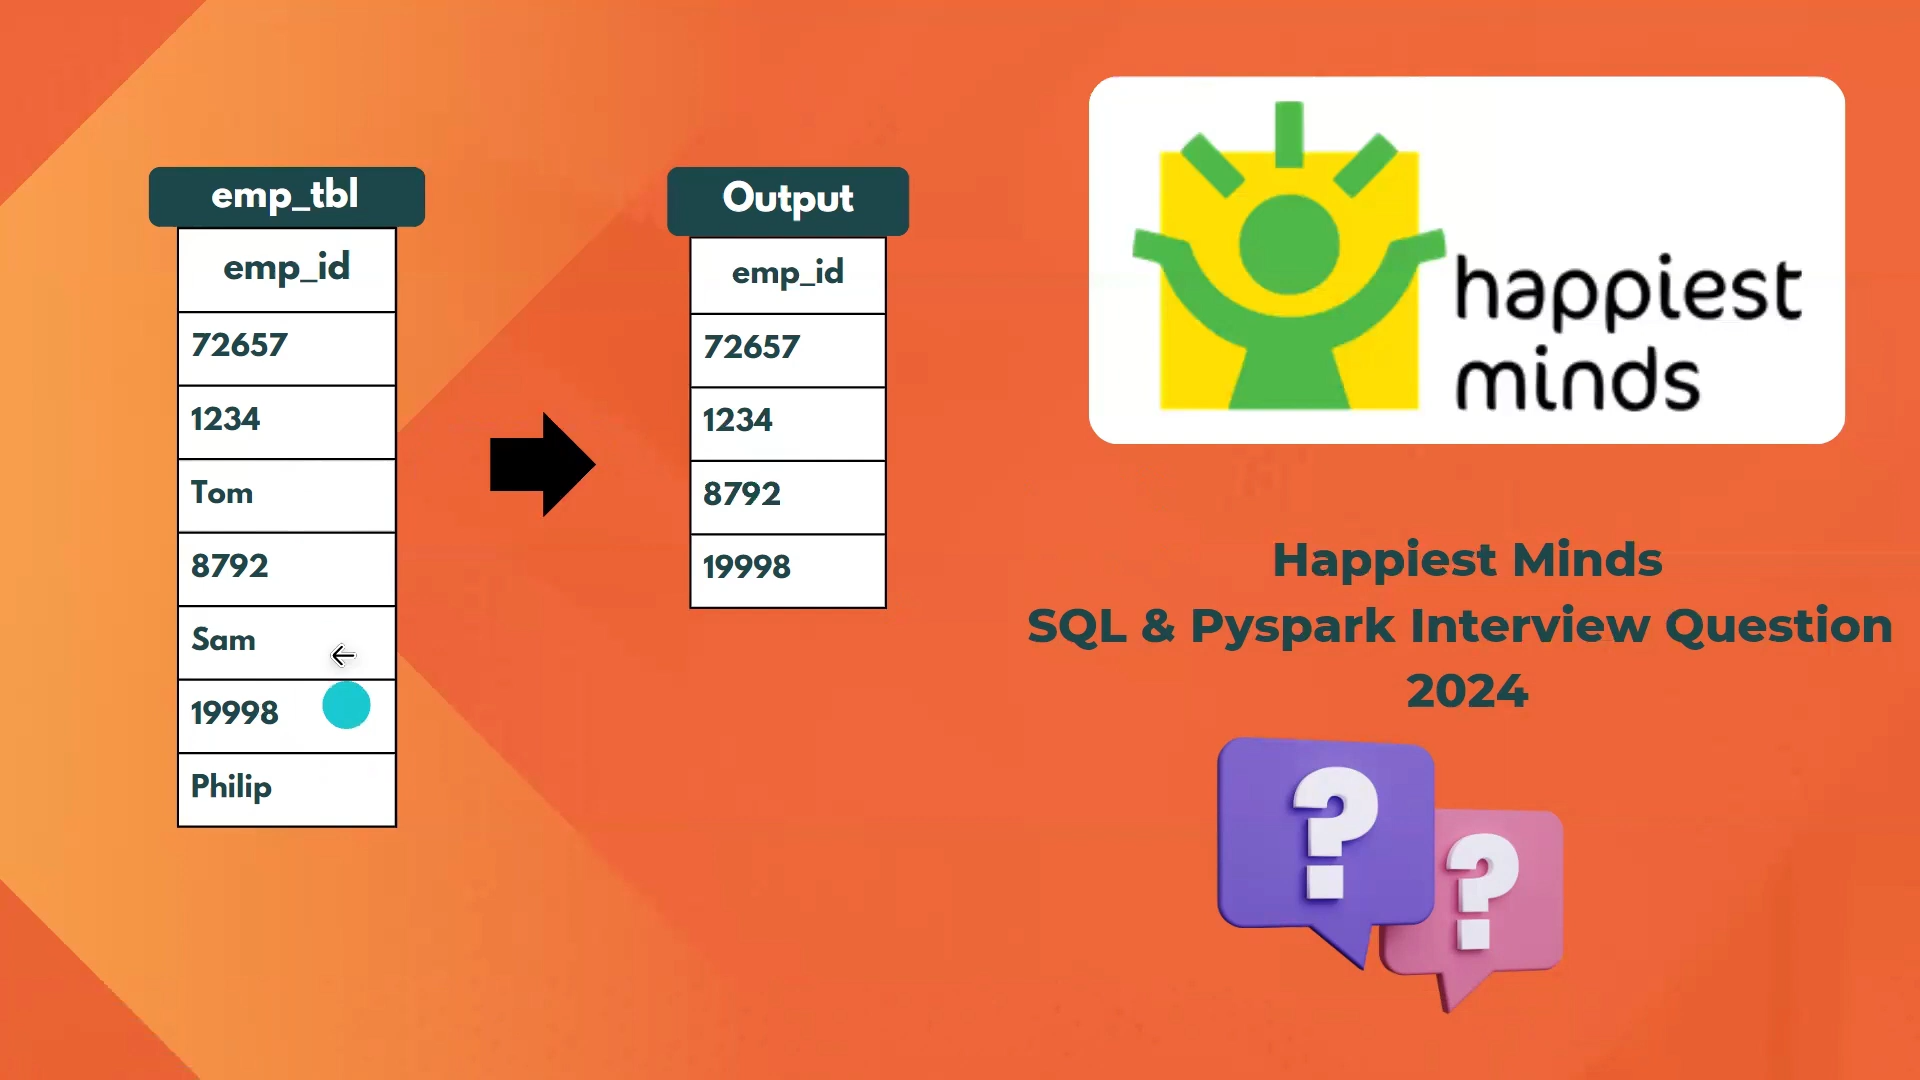 emp_tbl
emp_id
72657
1234
Tom
8792
Sam
19998
Philip
Output
emp_id
72657
1234
8792
19998
happiest
minds
Happiest Minds
SQL & Pyspark Interview Question
2024
?
?